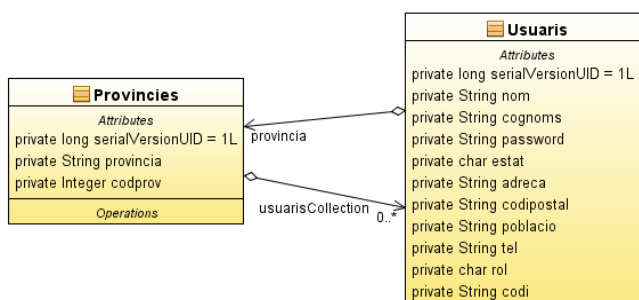 Provincies
Attributes
private long serialVersionUID = 1L
private String provincia
private Integer codprov
Operations
provincia
usuarisCollection
0..*
Usuaris
Attributes
private long serialVersionUID = 1L
private String nom
private String cognoms
private String password
private char estat
private String adreca
private String codipostal
private String poblacio
private String tel
private char rol
private String codi